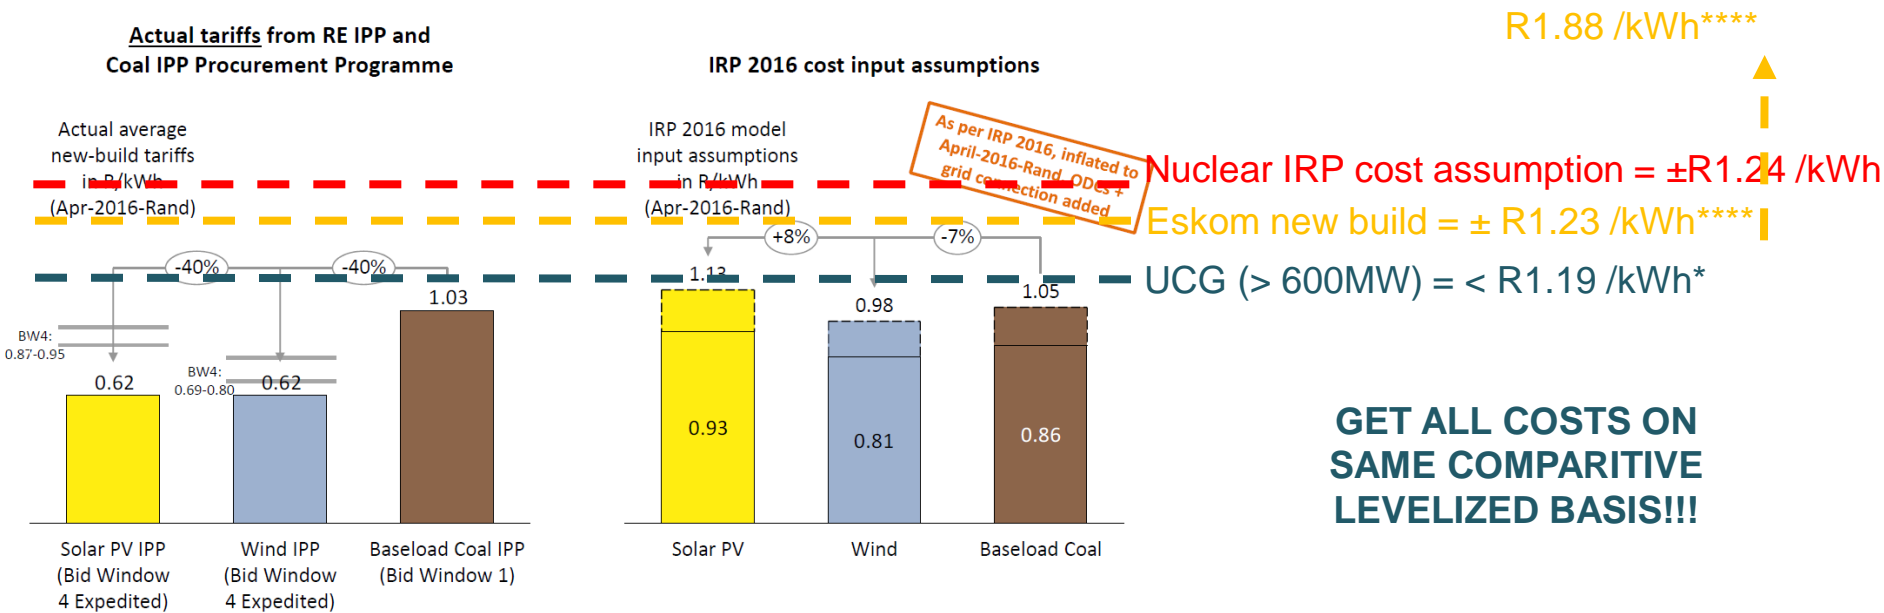 Actual tariffs from RE IPP and
Coal IPP Procurement Programme
Actual average
new-build tariffs
in R/kWh
(Apr-2016-Rand)
-40%
-40%
BW4:
0.87-0.95
BW4:
0.69-0.80
0.62
0.62
1.03
Solar PV IPP
(Bid Window
4 Expedited)
Wind IPP
(Bid Window
4 Expedited)
Baseload Coal IPP
(Bid Window 1)
IRP 2016 cost input assumptions
IRP 2016 model
input assumptions
in R/kWh
(Apr-2016-Rand)
As per IRP 2016, inflated to
April-2016-Rand, ODCs +
grid connection added
+8%
-7%
1.13
0.98
1.05
0.93
0.81
0.86
Solar PV
Wind
Baseload Coal
R1.88 /kWh****
Nuclear IRP cost assumption = ±R1.24 /kWh
Eskom new build = ± R1.23 /kWh****
UCG (> 600MW) = < R1.19 /kWh*
GET ALL COSTS ON
SAME COMPARITIVE
LEVELIZED BASIS!!!